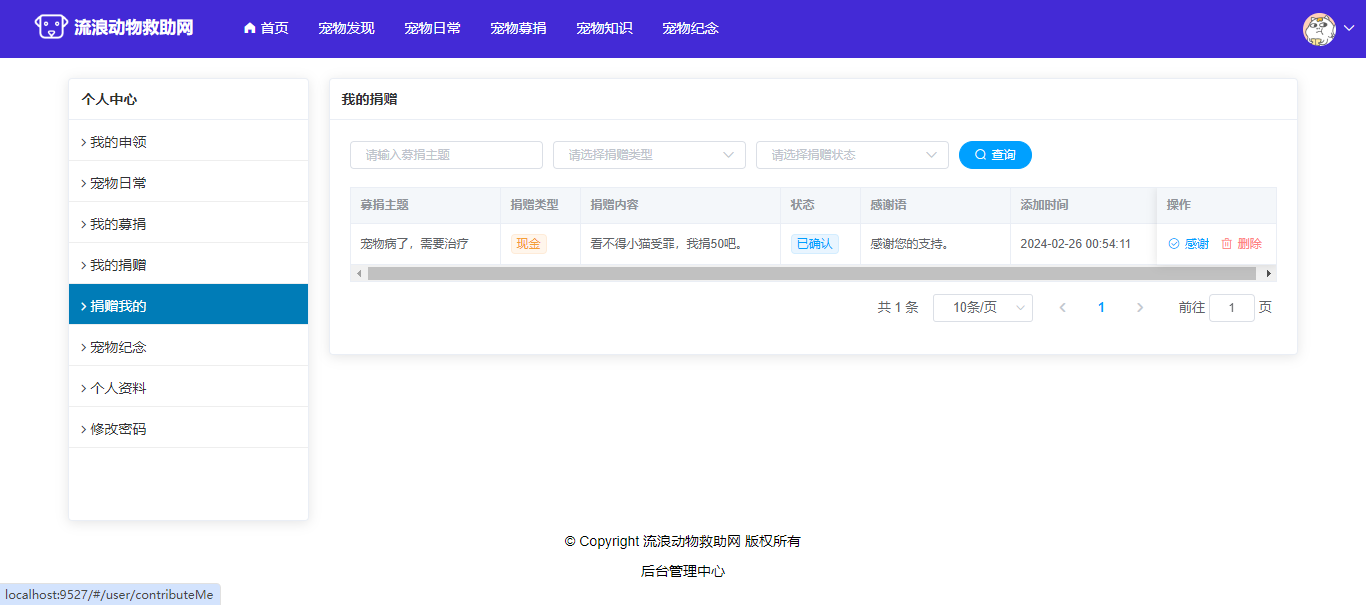 流浪动物救助网 首页 宠物发现 宠物日常 宠物募捐 宠物知识 宠物纪念
个人中心
我的申领
宠物日常
我的募捐
我的捐赠
捐赠我的
宠物纪念
个人资料
修改密码
我的捐赠
请输入募捐主题 请选择捐赠类型 请选择捐赠状态 查询
募捐主题 捐赠类型 捐赠内容 状态 感谢语 添加时间 操作
宠物病了，需要治疗 现金 看不得小猫受罪，我捐50吧。 已确认 感谢您的支持。 2024-02-26 00:54:11 感谢 删除
共 1 条 10条/页 1 前往 1 页
© Copyright 流浪动物救助网 版权所有
后台管理中心
localhost:9527/#/user/contributeMe